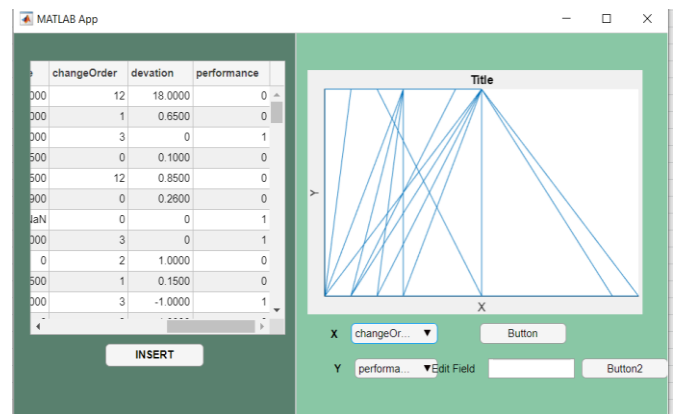 MATLAB App
e changeOrder devation performance
000 12 18.0000 0
000 1 0.6500 0
000 3 0 1
500 0 0.1000 0
500 12 0.8500 0
900 0 0.2600 0
NaN 0 0 1
000 3 0 1
0 2 1.0000 0
500 1 0.1500 0
000 3 -1.0000 1
INSERT
Title
Y
X
X changeOr... Button
Y performa... Edit Field Button2